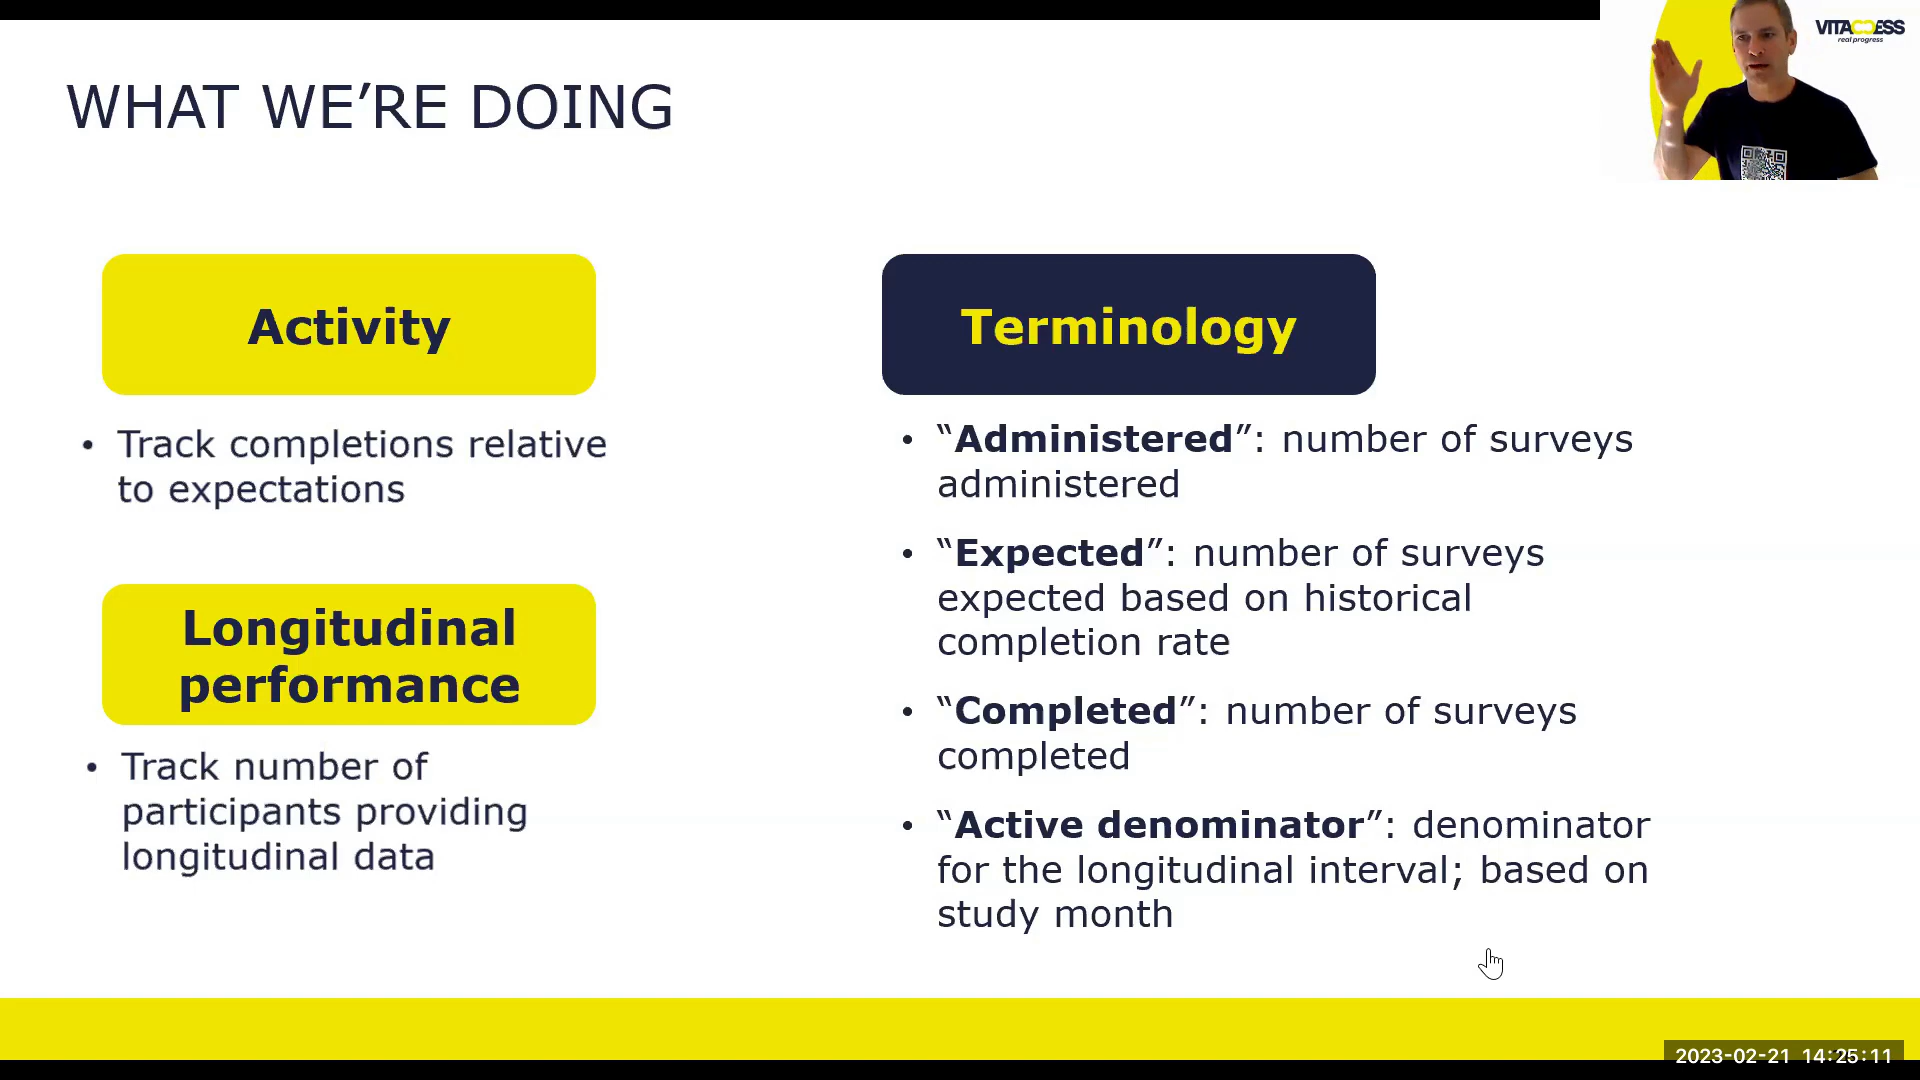 WHAT WE’RE DOING
VITACCESS
real progress
Activity
• Track completions relative
to expectations
Longitudinal
performance
• Track number of
participants providing
longitudinal data
Terminology
• “Administered”: number of surveys
administered
• “Expected”: number of surveys
expected based on historical
completion rate
• “Completed”: number of surveys
completed
• “Active denominator”: denominator
for the longitudinal interval; based on
study month
2023-02-21 14:25:11